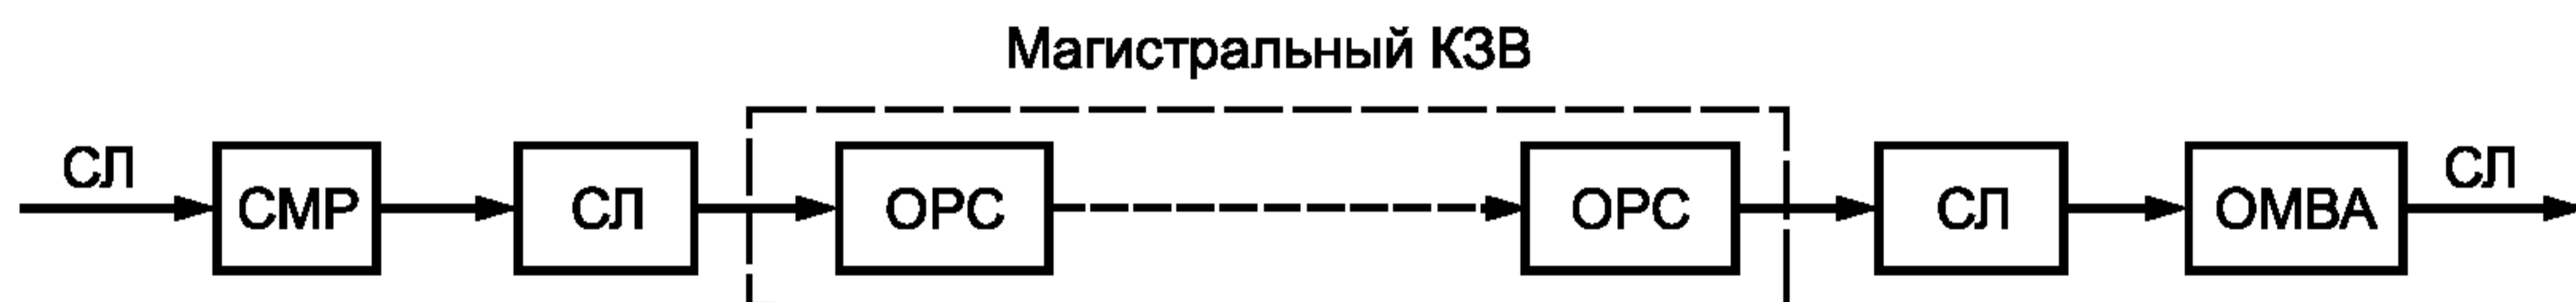 Магистральный КЗВ
СЛ СМР СЛ ОРС ОРС СЛ ОМВА СЛ